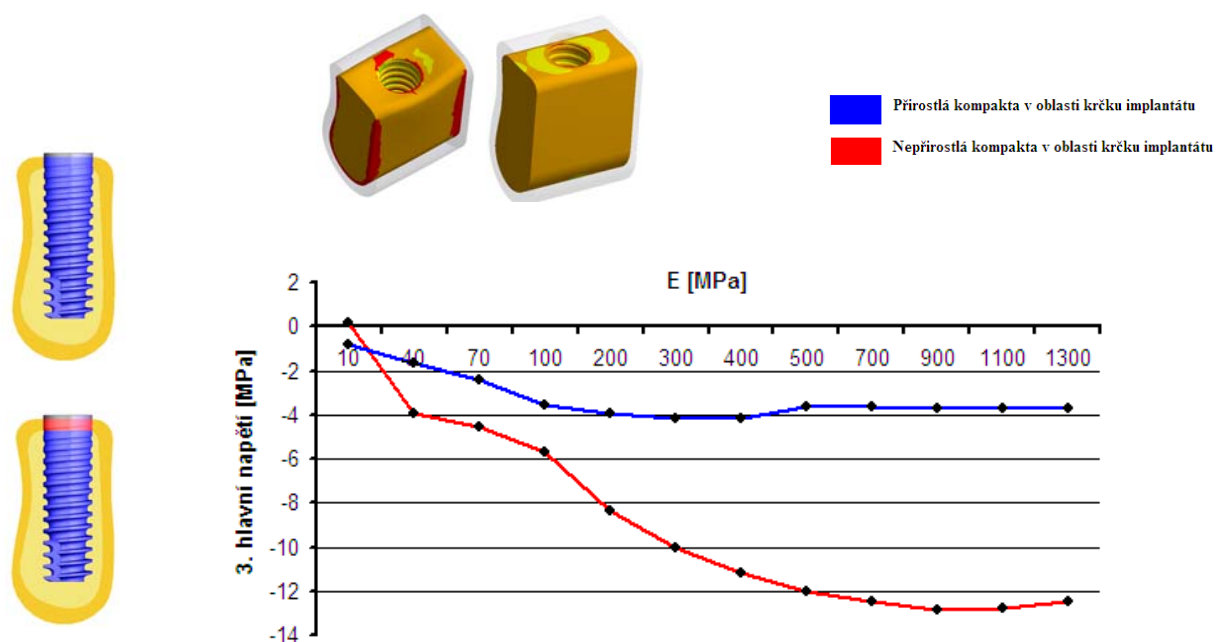 Přirostlá kompakta v oblasti krčku implantátu
Nepřirostlá kompakta v oblasti krčku implantátu
E [MPa]
3. hlavní napětí [MPa]
2
0
-2
-4
-6
-8
-10
-12
-14
10 40 70 100 200 300 400 500 700 900 1100 1300